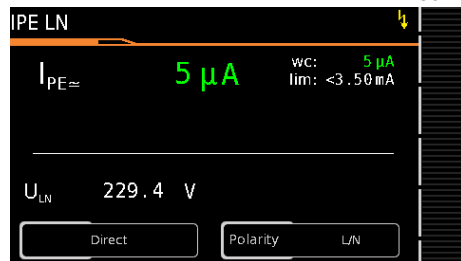 IPE LN
IPE≂ 5 µA wc: 5 µA
lim: <3.50mA
ULN 229.4 V
Direct Polarity L/N